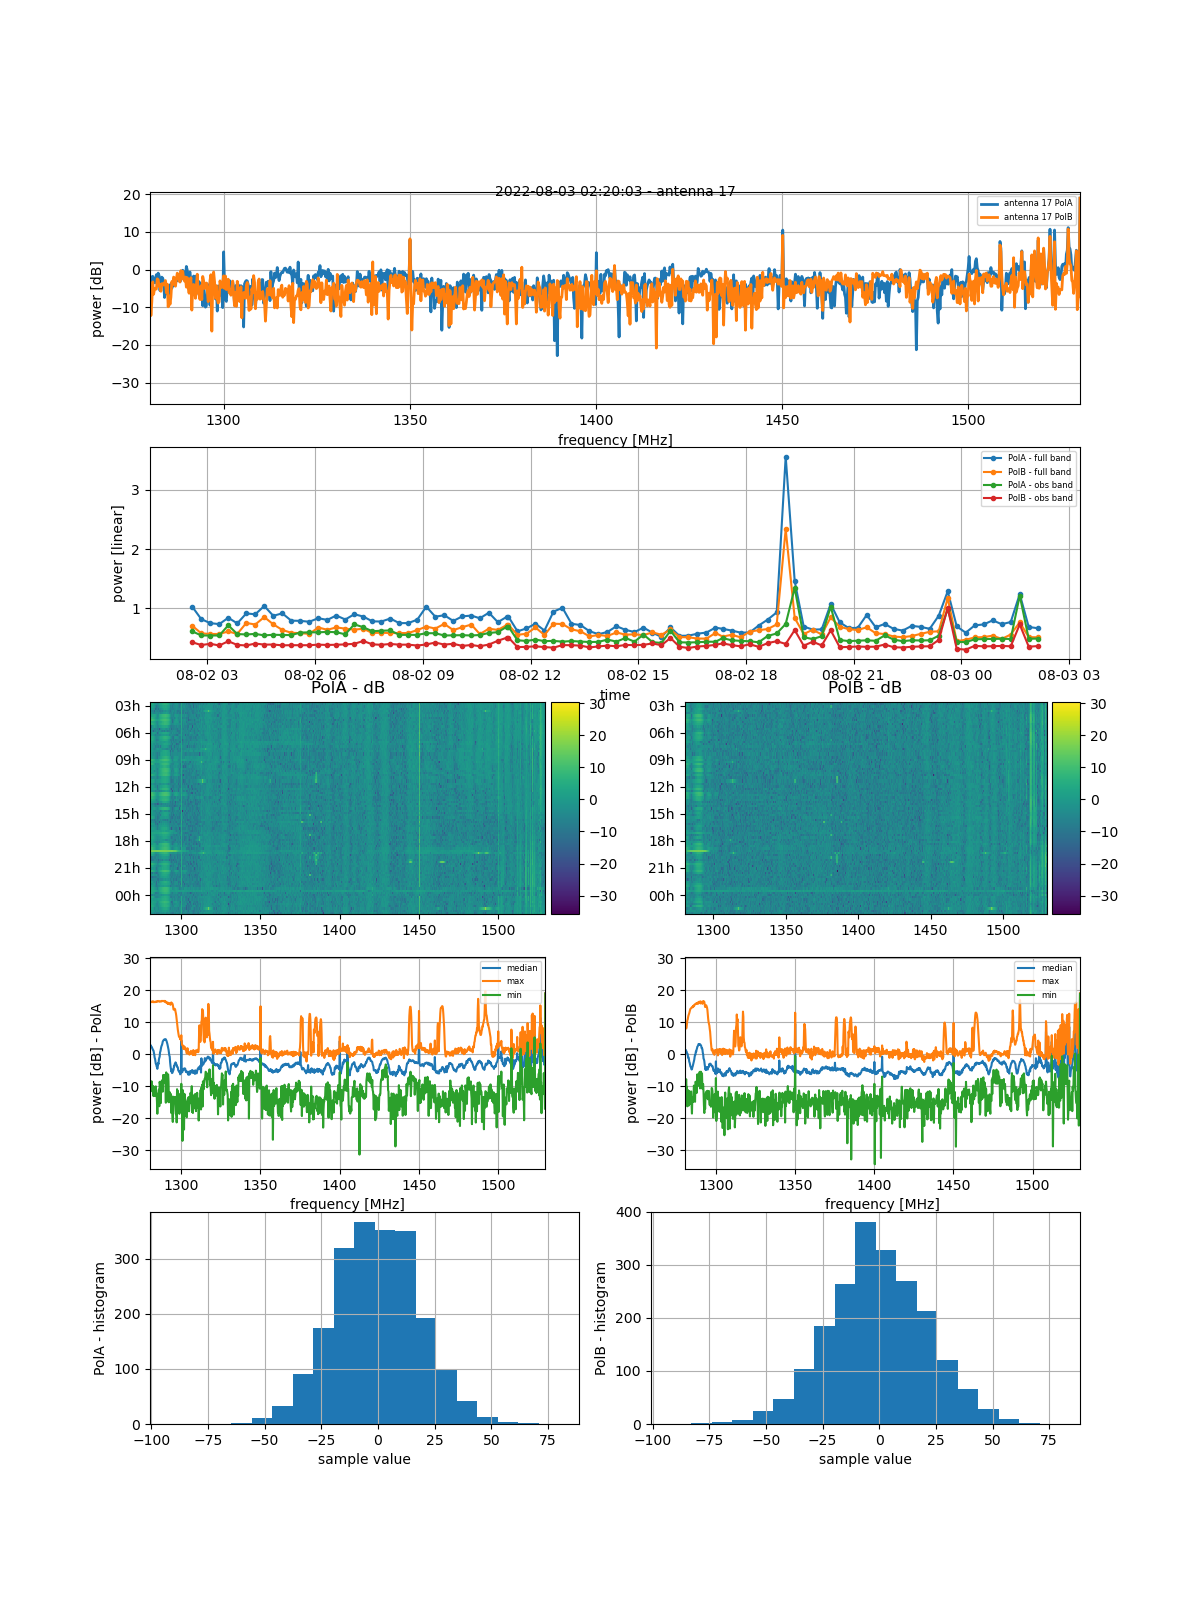 2022-08-03 02:20:03 - antenna 17
20
10
0
−10
−20
−30
power [dB]
antenna 17 PolA
antenna 17 PolB
1300 1350 1400 1450 1500
frequency [MHz]
3
2
1
power [linear]
PolA - full band
PolB - full band
PolA - obs band
PolB - obs band
08-02 03 08-02 06 08-02 09 08-02 12 08-02 15 08-02 18 08-02 21 08-03 00 08-03 03
time
PolA - dB
03h
06h
09h
12h
15h
18h
21h
00h
1300 1350 1400 1450 1500
30
20
10
0
−10
−20
−30
PolB - dB
03h
06h
09h
12h
15h
18h
21h
00h
1300 1350 1400 1450 1500
30
20
10
0
−10
−20
−30
30
20
10
0
−10
−20
−30
power [dB] - PolA
median
max
min
1300 1350 1400 1450 1500
frequency [MHz]
30
20
10
0
−10
−20
−30
power [dB] - PolB
median
max
min
1300 1350 1400 1450 1500
frequency [MHz]
300
200
100
0
PolA - histogram
−100 −75 −50 −25 0 25 50 75
sample value
400
300
200
100
0
PolB - histogram
−100 −75 −50 −25 0 25 50 75
sample value